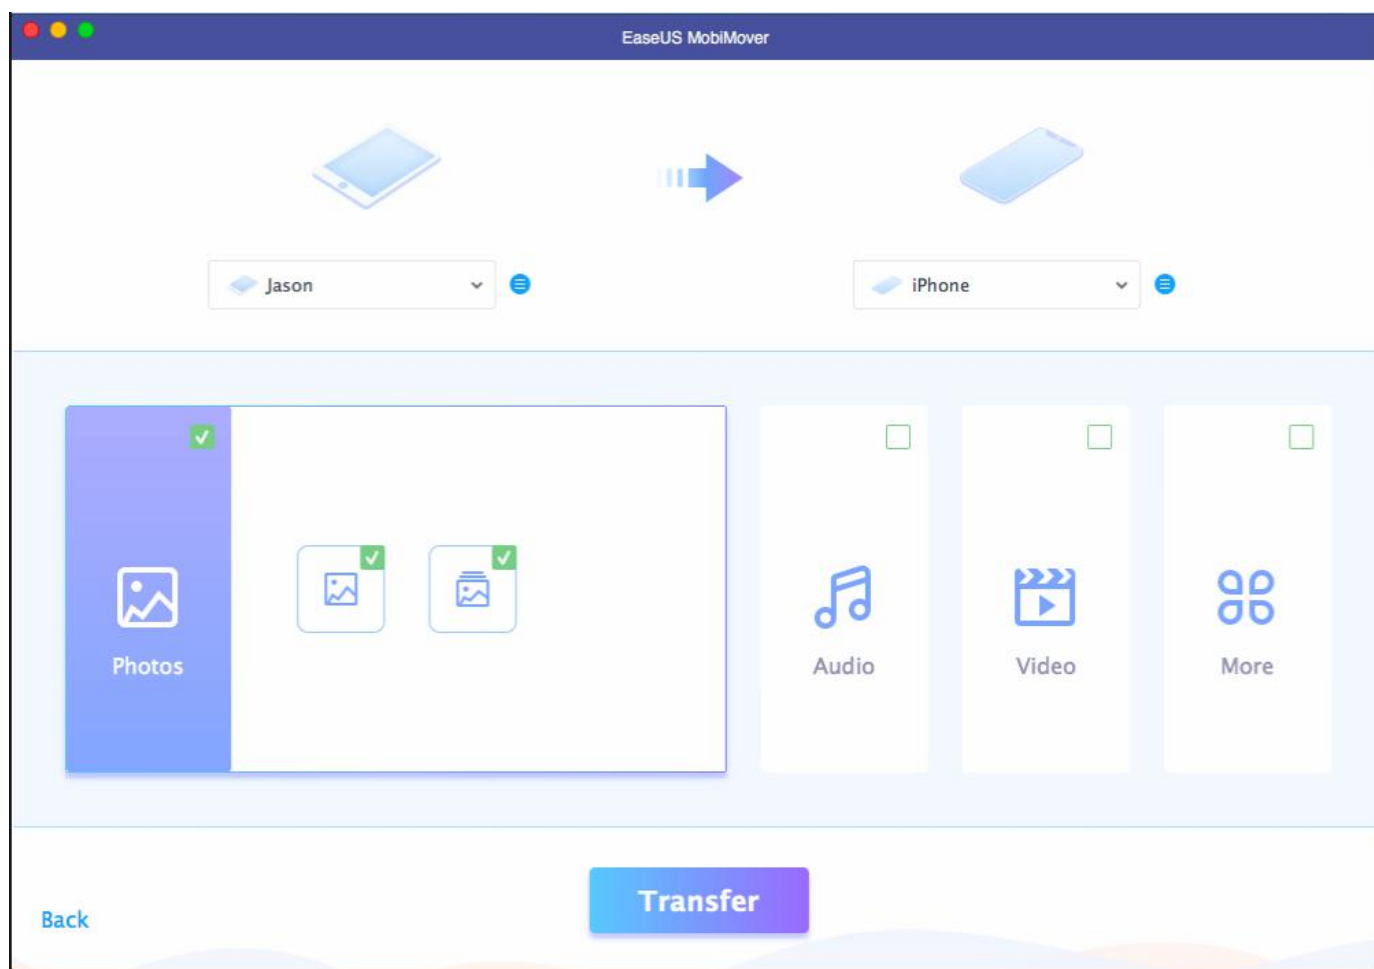 EaseUS MobiMover
Jason
iPhone
Photos
Audio
Video
More
Transfer
Back